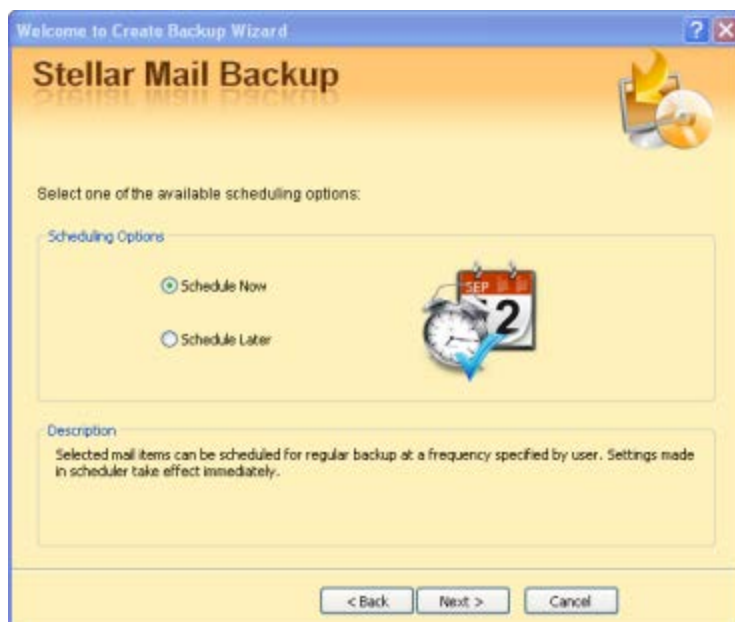 Welcome to Create Backup Wizard
Stellar Mail Backup
Select one of the available scheduling options:
Scheduling Options
Schedule Now
SEP
2
Schedule Later
Description
Selected mail items can be scheduled for regular backup at a frequency specified by user. Settings made
in scheduler take effect immediately.
< Back
Next >
Cancel